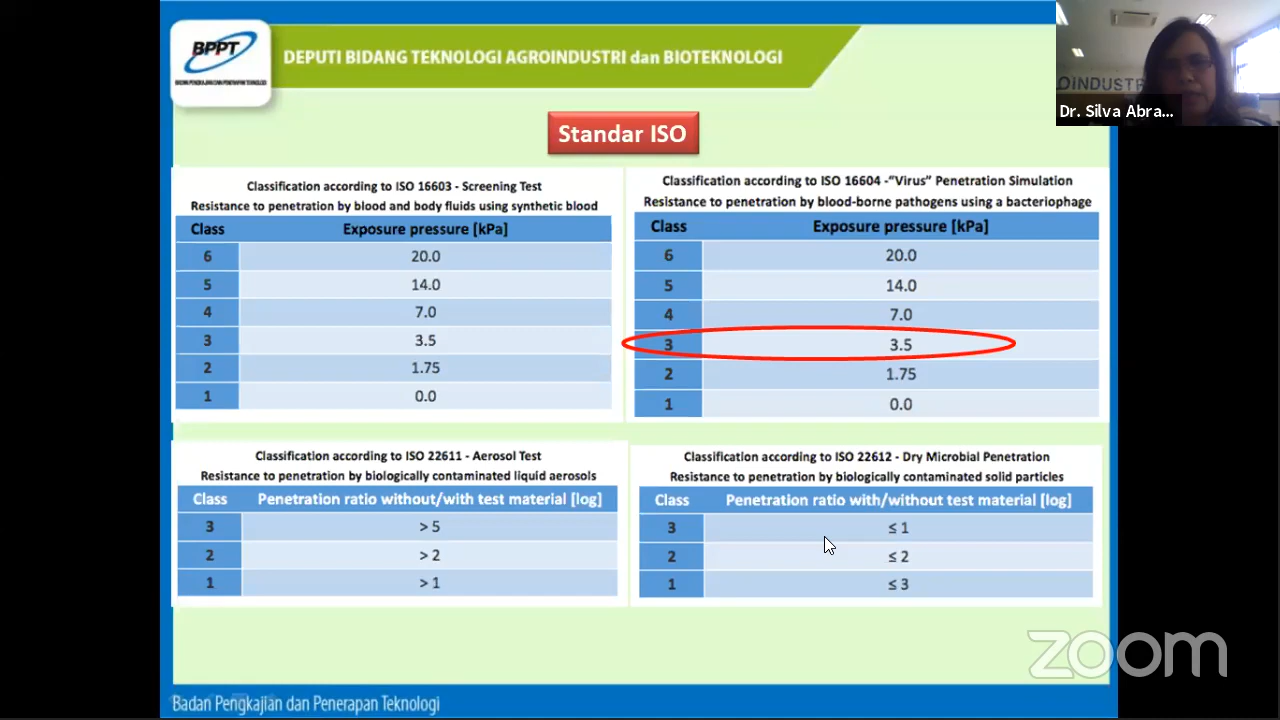 BPPT
BADAN PENGKAJIAN DAN PENERAPAN TEKNOLOGI
DEPUTI BIDANG TEKNOLOGI AGROINDUSTRI dan BIOTEKNOLOGI
OINDUSTR
Dr. Silva Abra...
Standar ISO
Classification according to ISO 16603 - Screening Test
Resistance to penetration by blood and body fluids using synthetic blood
Class Exposure pressure [kPa]
6 20.0
5 14.0
4 7.0
3 3.5
2 1.75
1 0.0
Classification according to ISO 16604 -“Virus” Penetration Simulation
Resistance to penetration by blood-borne pathogens using a bacteriophage
Class Exposure pressure [kPa]
6 20.0
5 14.0
4 7.0
3 3.5
2 1.75
1 0.0
Classification according to ISO 22611 - Aerosol Test
Resistance to penetration by biologically contaminated liquid aerosols
Class Penetration ratio without/with test material [log]
3 > 5
2 > 2
1 > 1
Classification according to ISO 22612 - Dry Microbial Penetration
Resistance to penetration by biologically contaminated solid particles
Class Penetration ratio with/without test material [log]
3 ≤ 1
2 ≤ 2
1 ≤ 3
zoom
Badan Pengkajian dan Penerapan Teknologi